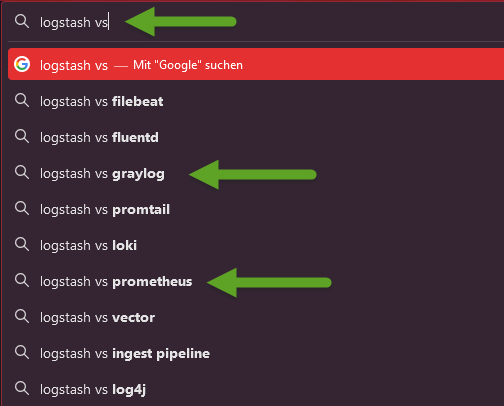 logstash vs
logstash vs — Mit "Google" suchen
logstash vs filebeat
logstash vs fluentd
logstash vs graylog
logstash vs promtail
logstash vs loki
logstash vs prometheus
logstash vs vector
logstash vs ingest pipeline
logstash vs log4j